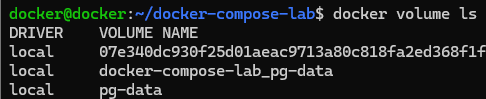 docker@docker:~/docker-compose-lab$ docker volume ls
DRIVER    VOLUME NAME
local     07e340dc930f25d01aeac9713a80c818fa2ed368f1f
local     docker-compose-lab_pg-data
local     pg-data